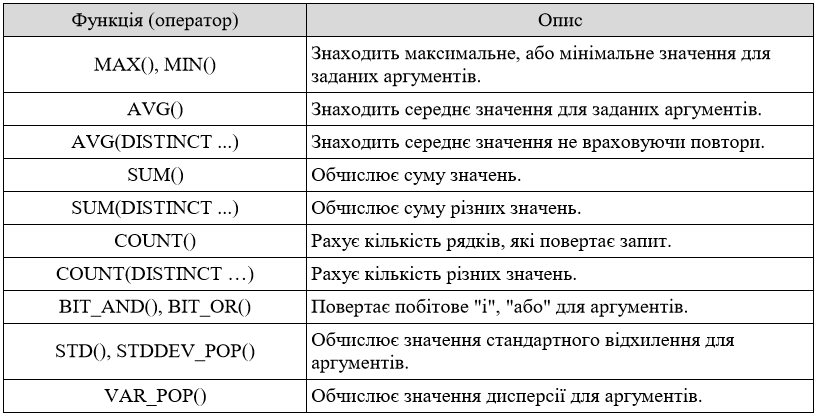 Функція (оператор)
Опис
MAX(), MIN()
Знаходить максимальне, або мінімальне значення для
заданих аргументів.
AVG()
Знаходить середнє значення для заданих аргументів.
AVG(DISTINCT ...)
Знаходить середнє значення не враховуючи повтори.
SUM()
Обчислює суму значень.
SUM(DISTINCT ...)
Обчислює суму різних значень.
COUNT()
Рахує кількість рядків, які повертає запит.
COUNT(DISTINCT …)
Рахує кількість різних значень.
BIT_AND(), BIT_OR()
Повертає побітове "і", "або" для аргументів.
STD(), STDDEV_POP()
Обчислює значення стандартного відхилення для
аргументів.
VAR_POP()
Обчислює значення дисперсії для аргументів.